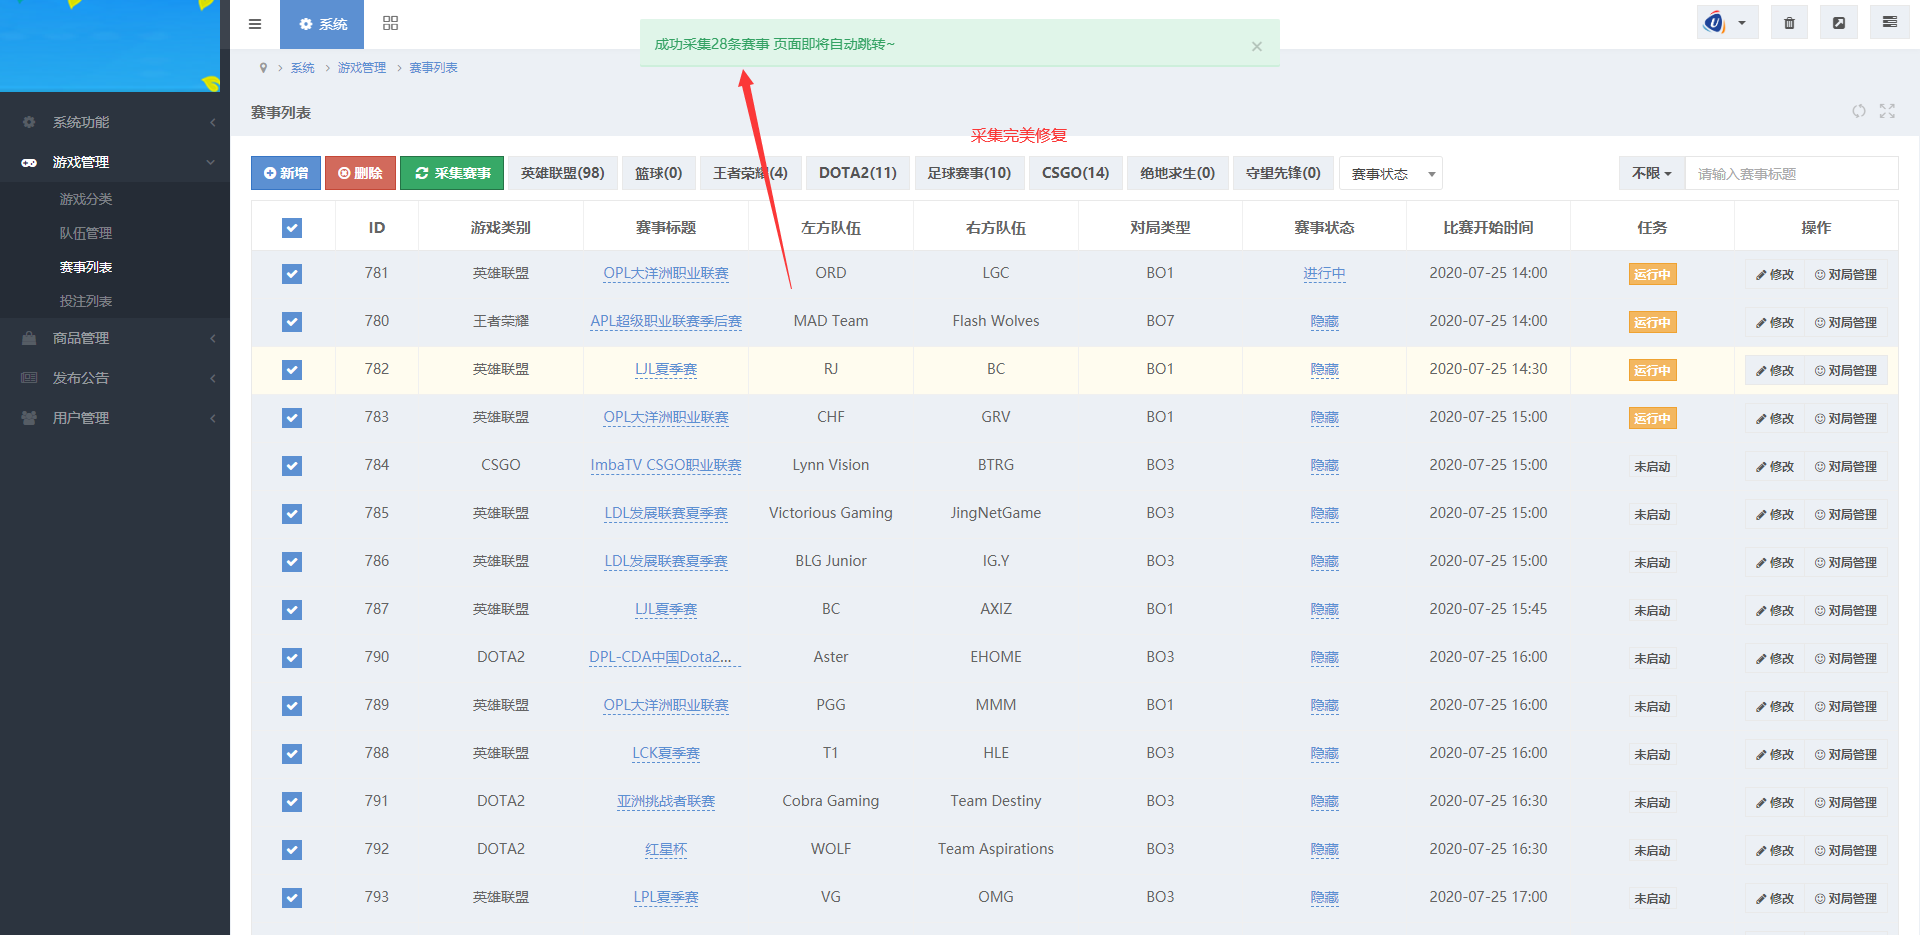 系统
成功采集28条赛事 页面即将自动跳转~ ×
系统 > 游戏管理 > 赛事列表
赛事列表
采集完美修复
系统功能
游戏管理
游戏分类
队伍管理
赛事列表
投注列表
商品管理
发布公告
用户管理
新增 删除 采集赛事 英雄联盟(98) 篮球(0) 王者荣耀(4) DOTA2(11) 足球赛事(10) CSGO(14) 绝地求生(0) 守望先锋(0) 赛事状态 不限 请输入赛事标题
ID 游戏类别 赛事标题 左方队伍 右方队伍 对局类型 赛事状态 比赛开始时间 任务 操作
781 英雄联盟 OPL大洋洲职业联赛 ORD LGC BO1 进行中 2020-07-25 14:00 运行中 修改 对局管理
780 王者荣耀 APL超级职业联赛季后赛 MAD Team Flash Wolves BO7 隐藏 2020-07-25 14:00 运行中 修改 对局管理
782 英雄联盟 LJL夏季赛 RJ BC BO1 隐藏 2020-07-25 14:30 运行中 修改 对局管理
783 英雄联盟 OPL大洋洲职业联赛 CHF GRV BO1 隐藏 2020-07-25 15:00 运行中 修改 对局管理
784 CSGO ImbaTV CSGO职业联赛 Lynn Vision BTRG BO3 隐藏 2020-07-25 15:00 未启动 修改 对局管理
785 英雄联盟 LDL发展联赛夏季赛 Victorious Gaming JingNetGame BO3 隐藏 2020-07-25 15:00 未启动 修改 对局管理
786 英雄联盟 LDL发展联赛夏季赛 BLG Junior IG.Y BO3 隐藏 2020-07-25 15:00 未启动 修改 对局管理
787 英雄联盟 LJL夏季赛 BC AXIZ BO1 隐藏 2020-07-25 15:45 未启动 修改 对局管理
790 DOTA2 DPL-CDA中国Dota2... Aster EHOME BO3 隐藏 2020-07-25 16:00 未启动 修改 对局管理
789 英雄联盟 OPL大洋洲职业联赛 PGG MMM BO1 隐藏 2020-07-25 16:00 未启动 修改 对局管理
788 英雄联盟 LCK夏季赛 T1 HLE BO3 隐藏 2020-07-25 16:00 未启动 修改 对局管理
791 DOTA2 亚洲挑战者联赛 Cobra Gaming Team Destiny BO3 隐藏 2020-07-25 16:30 未启动 修改 对局管理
792 DOTA2 红星杯 WOLF Team Aspirations BO3 隐藏 2020-07-25 16:30 未启动 修改 对局管理
793 英雄联盟 LPL夏季赛 VG OMG BO3 隐藏 2020-07-25 17:00 未启动 修改 对局管理